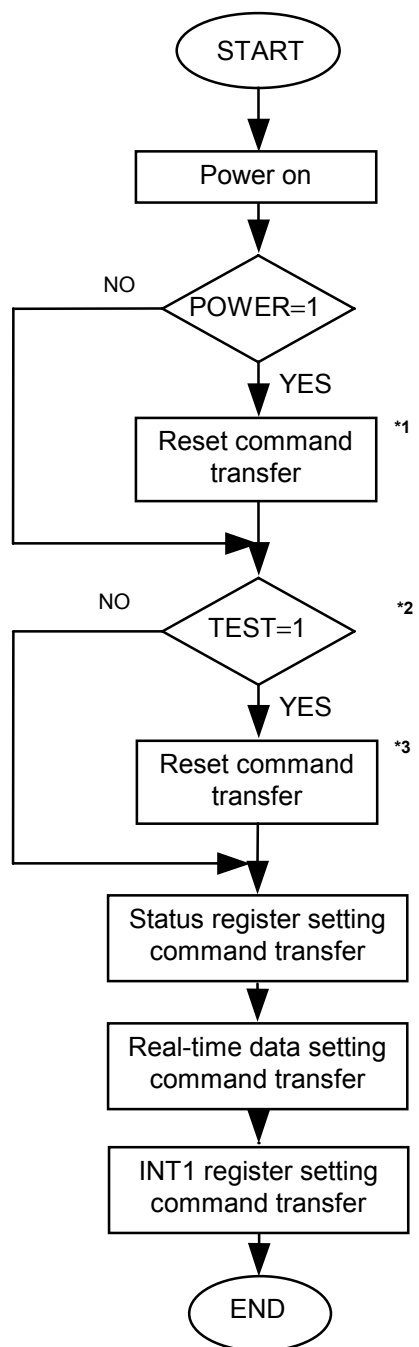 START
Power on
NO
POWER=1
YES
Reset command
transfer
*1
NO
TEST=1
*2
YES
Reset command
transfer
*3
Status register setting
command transfer
Real-time data setting
command transfer
INT1 register setting
command transfer
END